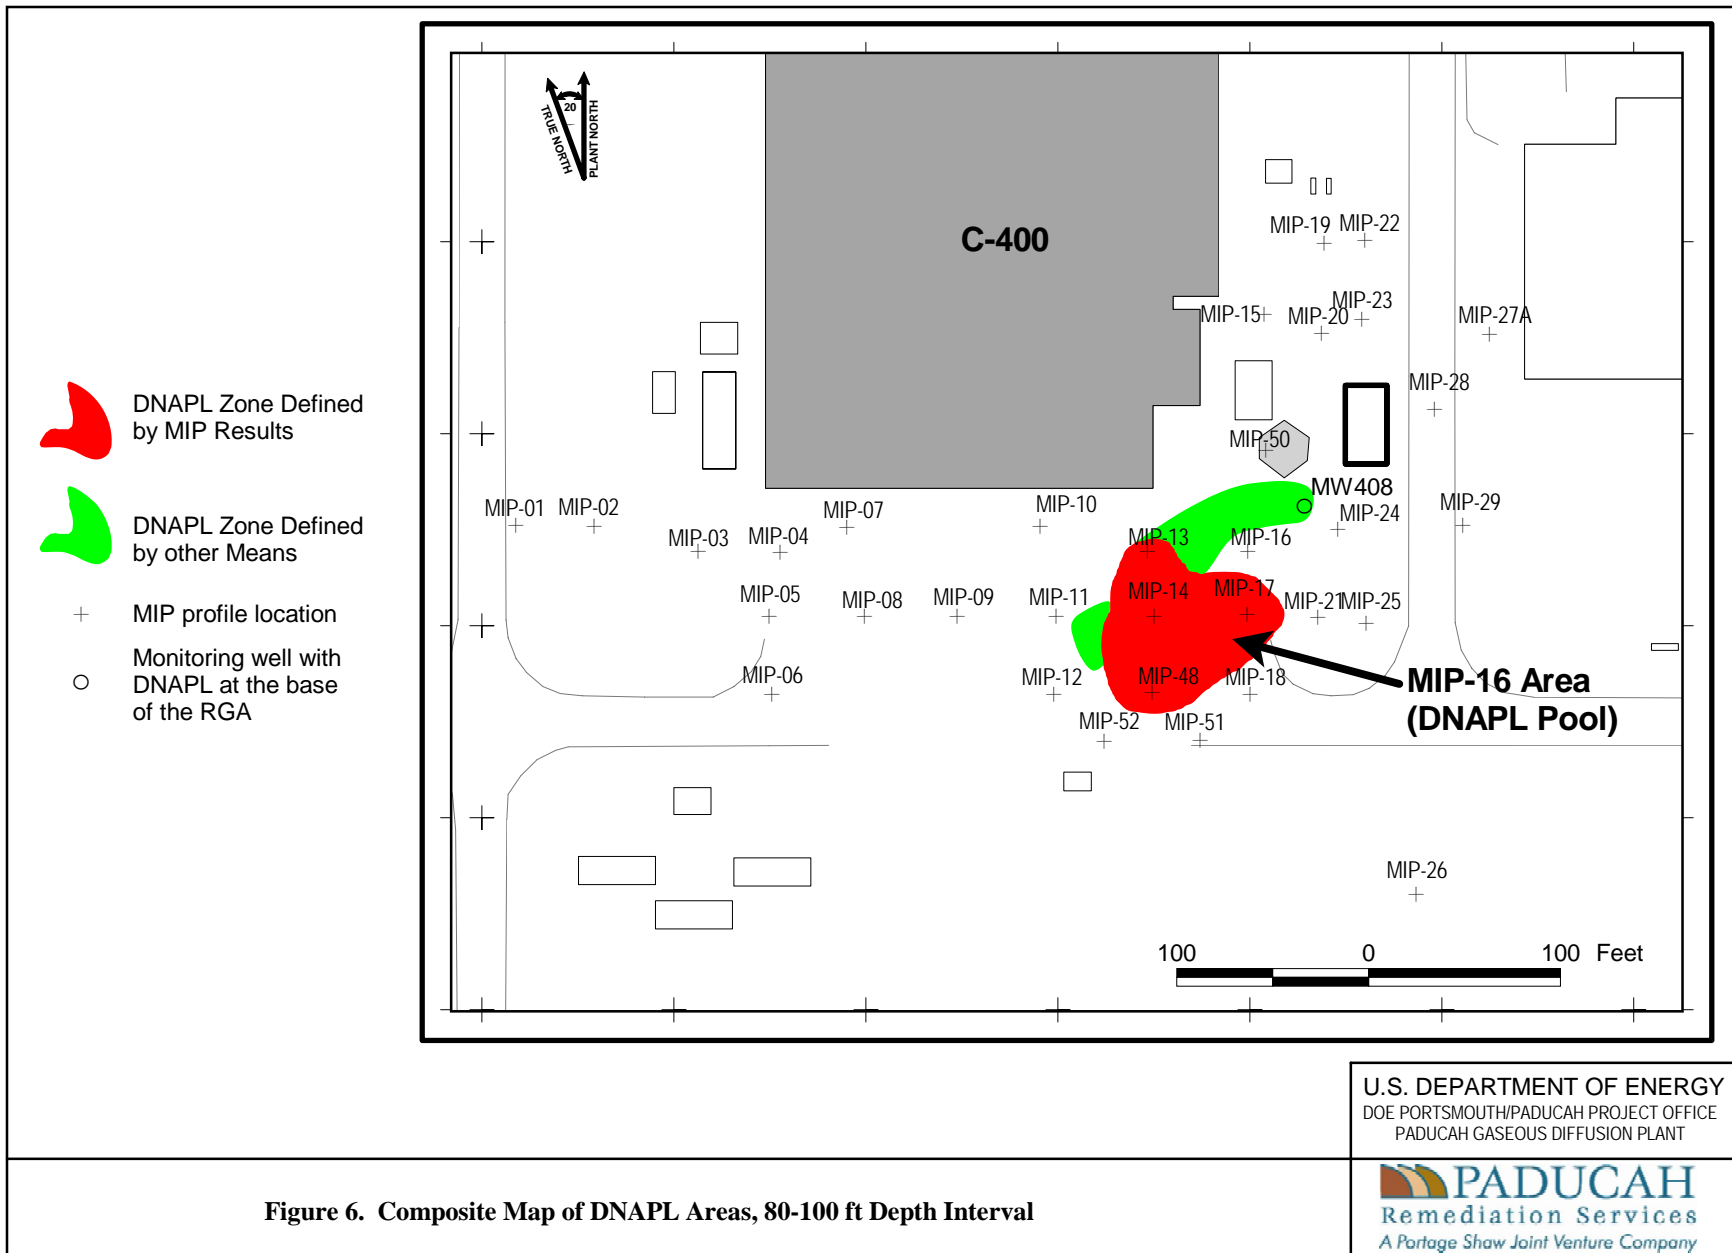 20
TRUE NORTH
PLANT NORTH
C-400
MIP-19
MIP-22
MIP-15
MIP-20
MIP-23
MIP-27A
MIP-28
MIP-50
MW408
MIP-01
MIP-02
MIP-03
MIP-04
MIP-07
MIP-10
MIP-13
MIP-16
MIP-24
MIP-29
MIP-05
MIP-08
MIP-09
MIP-11
MIP-14
MIP-17
MIP-21
MIP-25
MIP-06
MIP-12
MIP-48
MIP-18
MIP-52
MIP-51
MIP-16 Area
(DNAPL Pool)
MIP-26
100 0 100 Feet
DNAPL Zone Defined
by MIP Results
DNAPL Zone Defined
by other Means
MIP profile location
Monitoring well with
DNAPL at the base
of the RGA
U.S. DEPARTMENT OF ENERGY
DOE PORTSMOUTH/PADUCAH PROJECT OFFICE
PADUCAH GASEOUS DIFFUSION PLANT
Figure 6. Composite Map of DNAPL Areas, 80-100 ft Depth Interval
PADUCAH
Remediation Services
A Portage Shaw Joint Venture Company